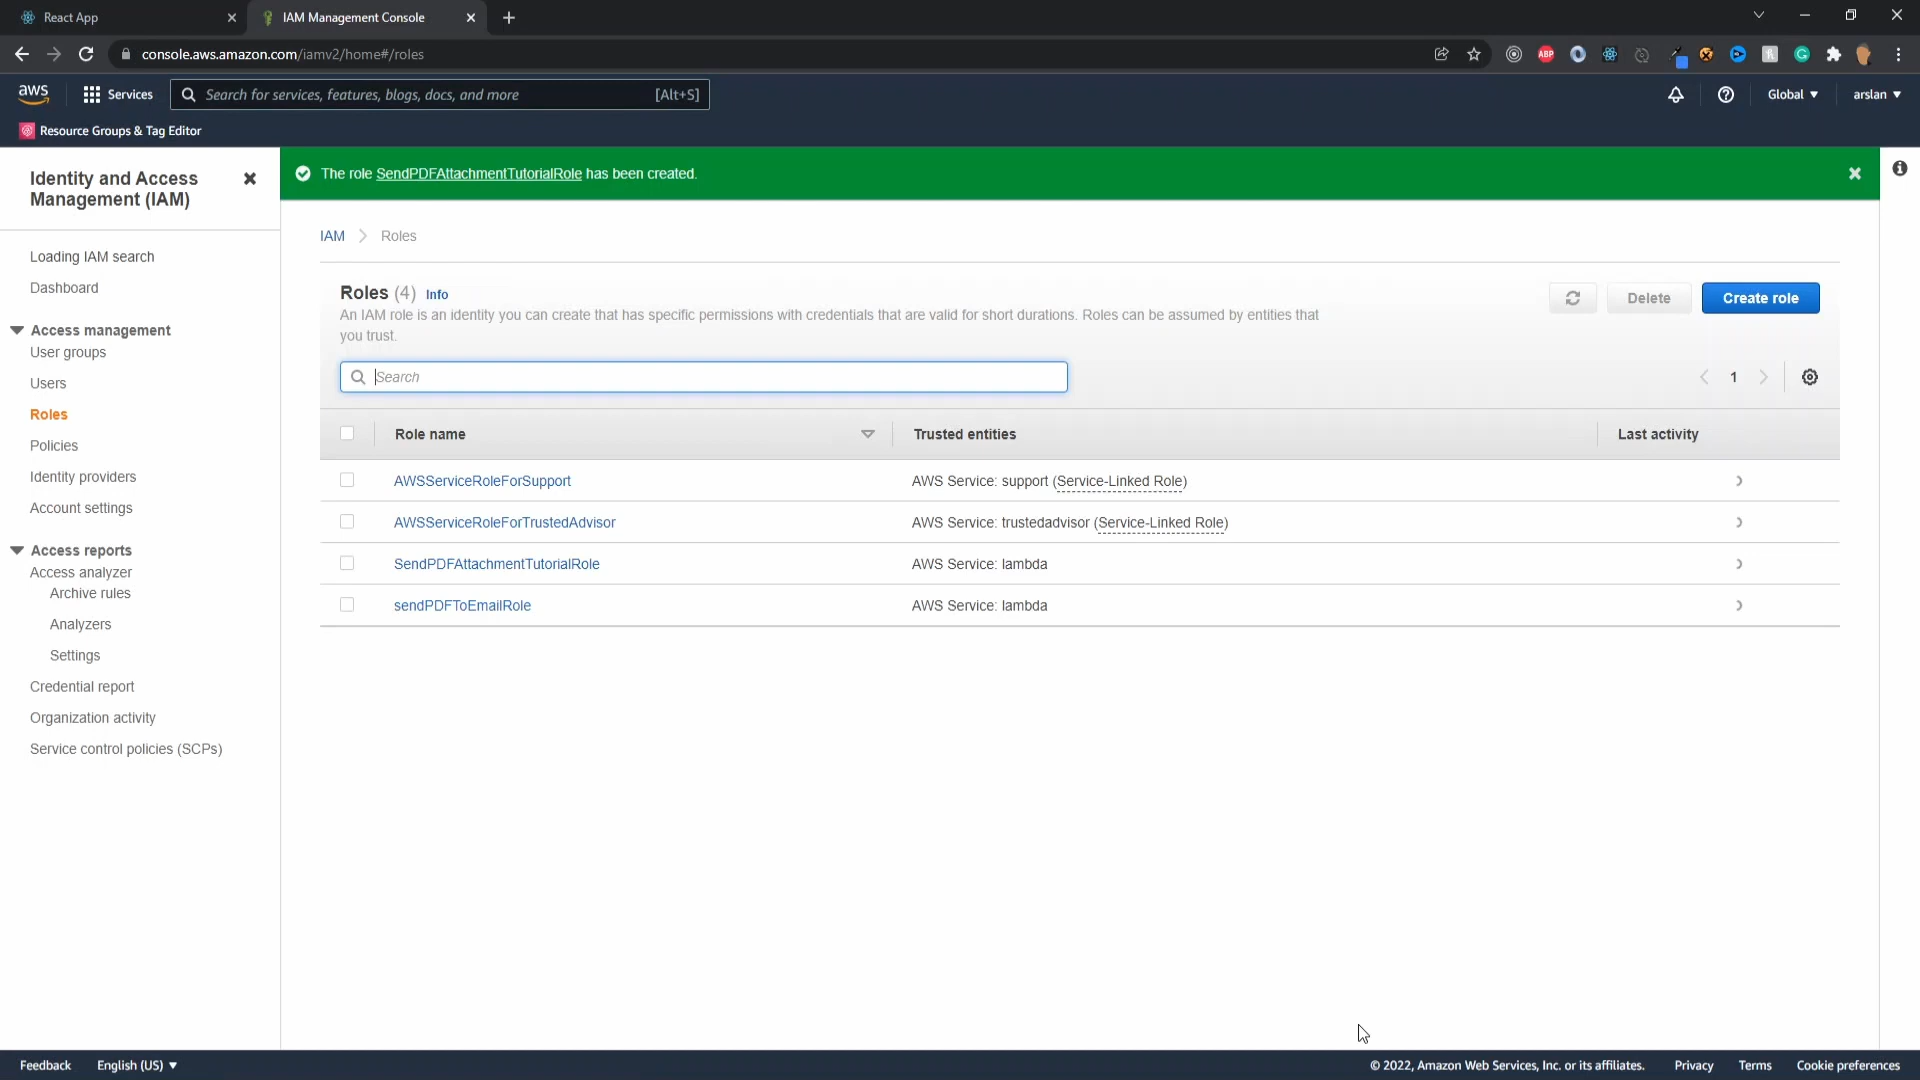 React App
IAM Management Console
console.aws.amazon.com/iamv2/home#/roles
ABP
aws
Services
Search for services, features, blogs, docs, and more
[Alt+S]
Global
arslan
Resource Groups & Tag Editor
Identity and Access
Management (IAM)
Loading IAM search
Dashboard
Access management
User groups
Users
Roles
Policies
Identity providers
Account settings
Access reports
Access analyzer
Archive rules
Analyzers
Settings
Credential report
Organization activity
Service control policies (SCPs)
The role SendPDFAttachmentTutorialRole has been created.
IAM
Roles
Roles (4) Info
An IAM role is an identity you can create that has specific permissions with credentials that are valid for short durations. Roles can be assumed by entities that
you trust.
Delete
Create role
Search
1
Role name
Trusted entities
Last activity
AWSServiceRoleForSupport
AWS Service: support (Service-Linked Role)
AWSServiceRoleForTrustedAdvisor
AWS Service: trustedadvisor (Service-Linked Role)
SendPDFAttachmentTutorialRole
AWS Service: lambda
sendPDFToEmailRole
AWS Service: lambda
Feedback
English (US)
© 2022, Amazon Web Services, Inc. or its affiliates.
Privacy
Terms
Cookie preferences